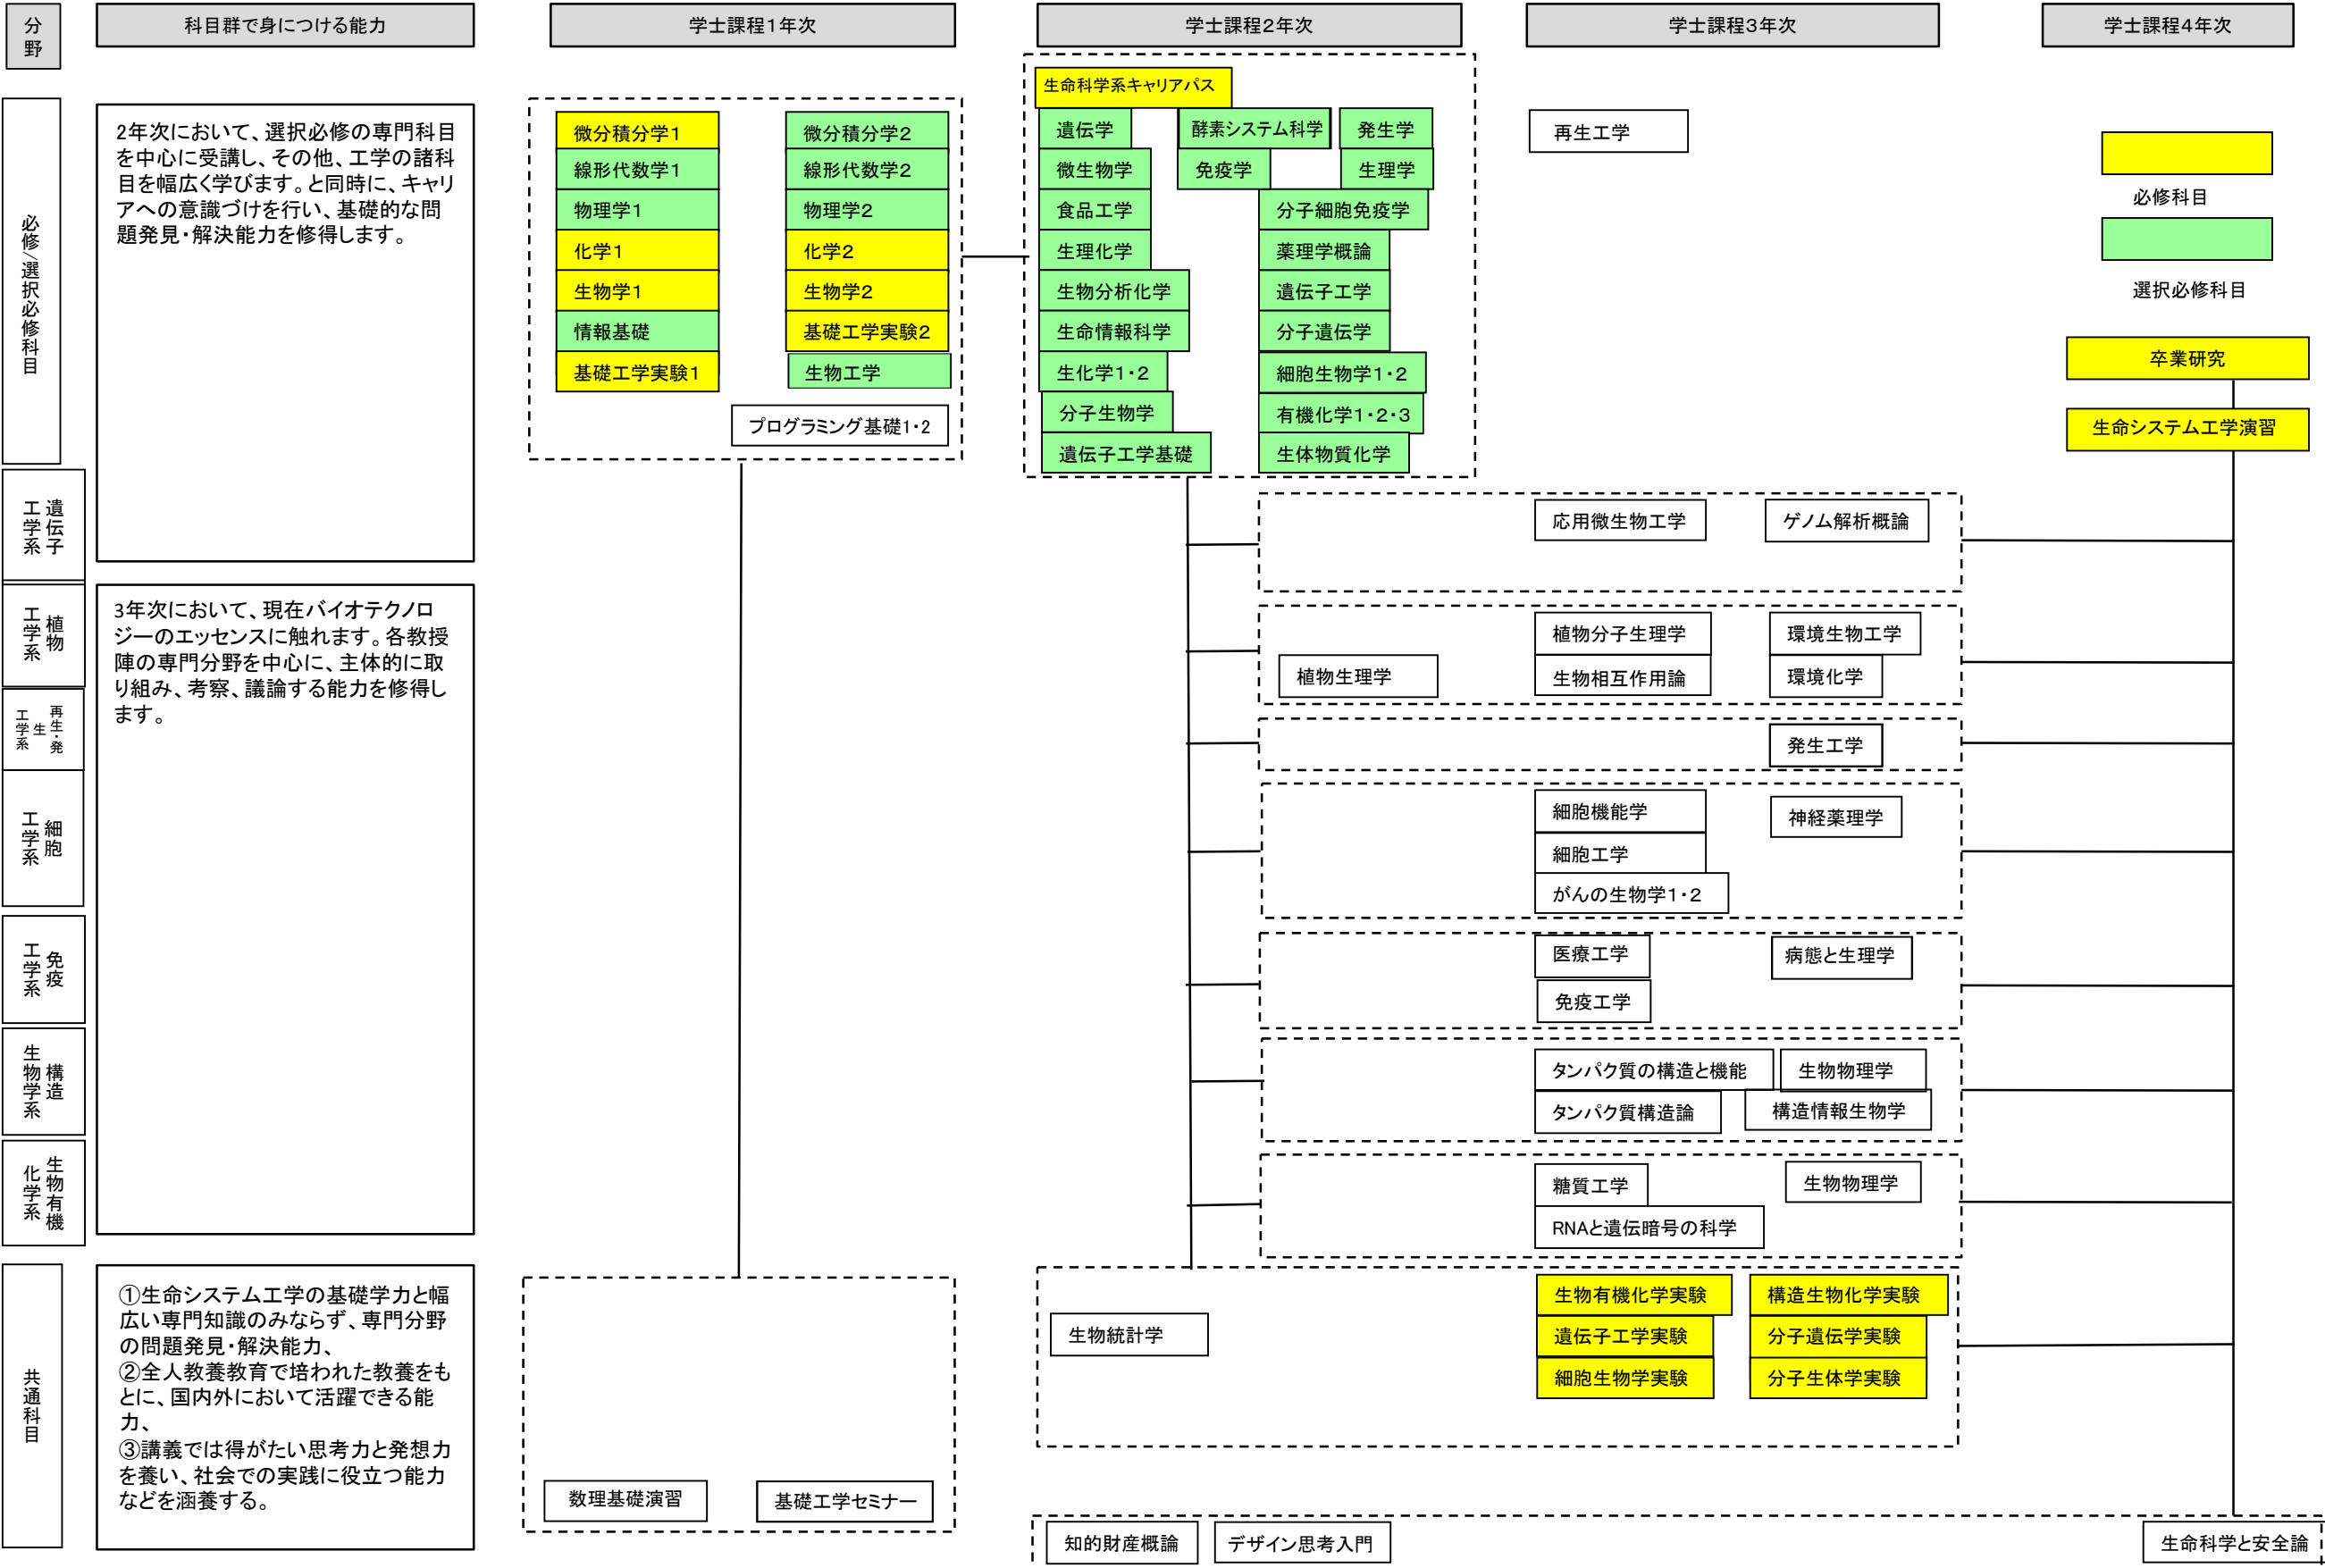 分野
科目群で身につける能力
学士課程1年次
学士課程2年次
学士課程3年次
学士課程4年次
必修／選択必修科目
2年次において、選択必修の専門科目
を中心に受講し、その他、工学の諸科
目を幅広く学びます。と同時に、キャリ
アへの意識づけを行い、基礎的な問
題発見・解決能力を修得します。
微分積分学1
線形代数学1
物理学1
化学1
生物学1
情報基礎
基礎工学実験1
微分積分学2
線形代数学2
物理学2
化学2
生物学2
基礎工学実験2
生物工学
プログラミング基礎1・2
生命科学系キャリアパス
遺伝学
酵素システム科学
発生学
微生物学
免疫学
生理学
食品工学
分子細胞免疫学
生理化学
薬理学概論
生物分析化学
遺伝子工学
生命情報科学
分子遺伝学
生化学1・2
細胞生物学1・2
分子生物学
有機化学1・2・3
遺伝子工学基礎
生体物質化学
再生工学
必修科目
選択必修科目
卒業研究
生命システム工学演習
遺伝子
工学系
応用微生物工学
ゲノム解析概論
植物
工学系
3年次において、現在バイオテクノロ
ジーのエッセンスに触れます。各教授
陣の専門分野を中心に、主体的に取
り組み、考察、議論する能力を修得し
ます。
植物生理学
植物分子生理学
生物相互作用論
環境生物工学
環境化学
再生・発
生
工学系
発生工学
細胞
工学系
細胞機能学
細胞工学
がんの生物学1・2
神経薬理学
免疫
工学系
医療工学
免疫工学
病態と生理学
構造
生物学系
タンパク質の構造と機能
生物物理学
タンパク質構造論
構造情報生物学
生物有機
化学系
糖質工学
生物物理学
RNAと遺伝暗号の科学
共通科目
①生命システム工学の基礎学力と幅
広い専門知識のみならず、専門分野
の問題発見・解決能力、
②全人教養教育で培われた教養をも
とに、国内外において活躍できる能
力、
③講義では得がたい思考力と発想力
を養い、社会での実践に役立つ能力
などを涵養する。
数理基礎演習
基礎工学セミナー
生物統計学
生物有機化学実験
構造生物化学実験
遺伝子工学実験
分子遺伝学実験
細胞生物学実験
分子生体学実験
知的財産概論
デザイン思考入門
生命科学と安全論